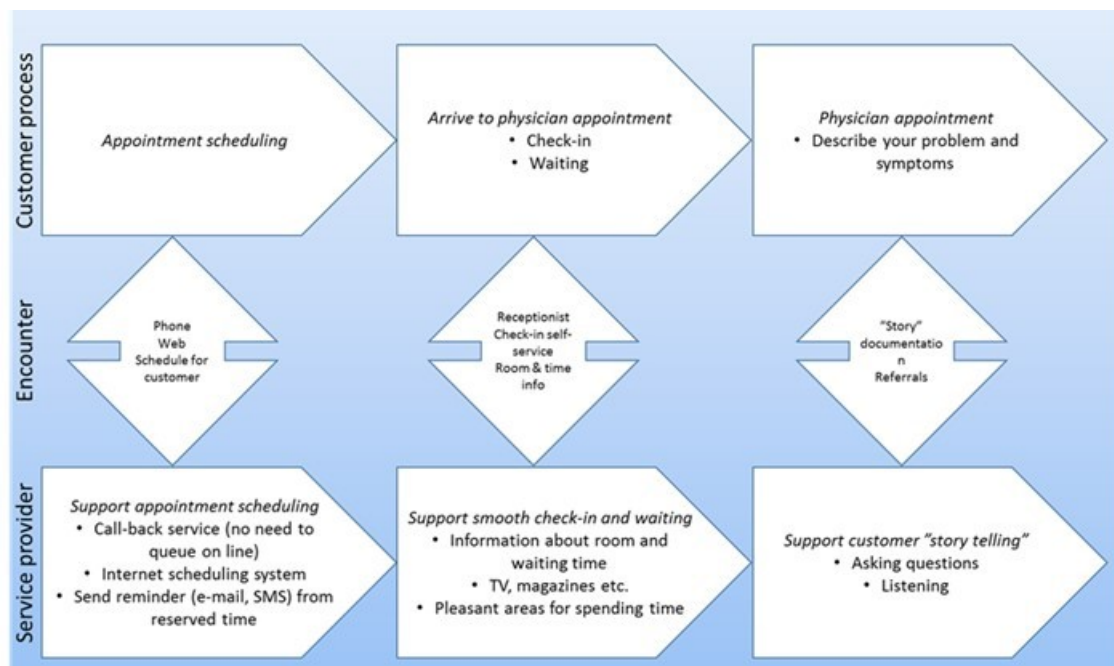 Customer process
Appointment scheduling
Arrive to physician appointment
• Check-in
• Waiting
Physician appointment
• Describe your problem and
symptoms
Encounter
Phone
Web
Schedule for
customer
Receptionist
Check-in self-
service
Room & time
info
"Story"
documentatio
n
Referrals
Service provider
Support appointment scheduling
• Call-back service (no need to
queue on line)
• Internet scheduling system
• Send reminder (e-mail, SMS) from
reserved time
Support smooth check-in and waiting
• Information about room and
waiting time
• TV, magazines etc.
• Pleasant areas for spending time
Support customer "story telling"
• Asking questions
• Listening